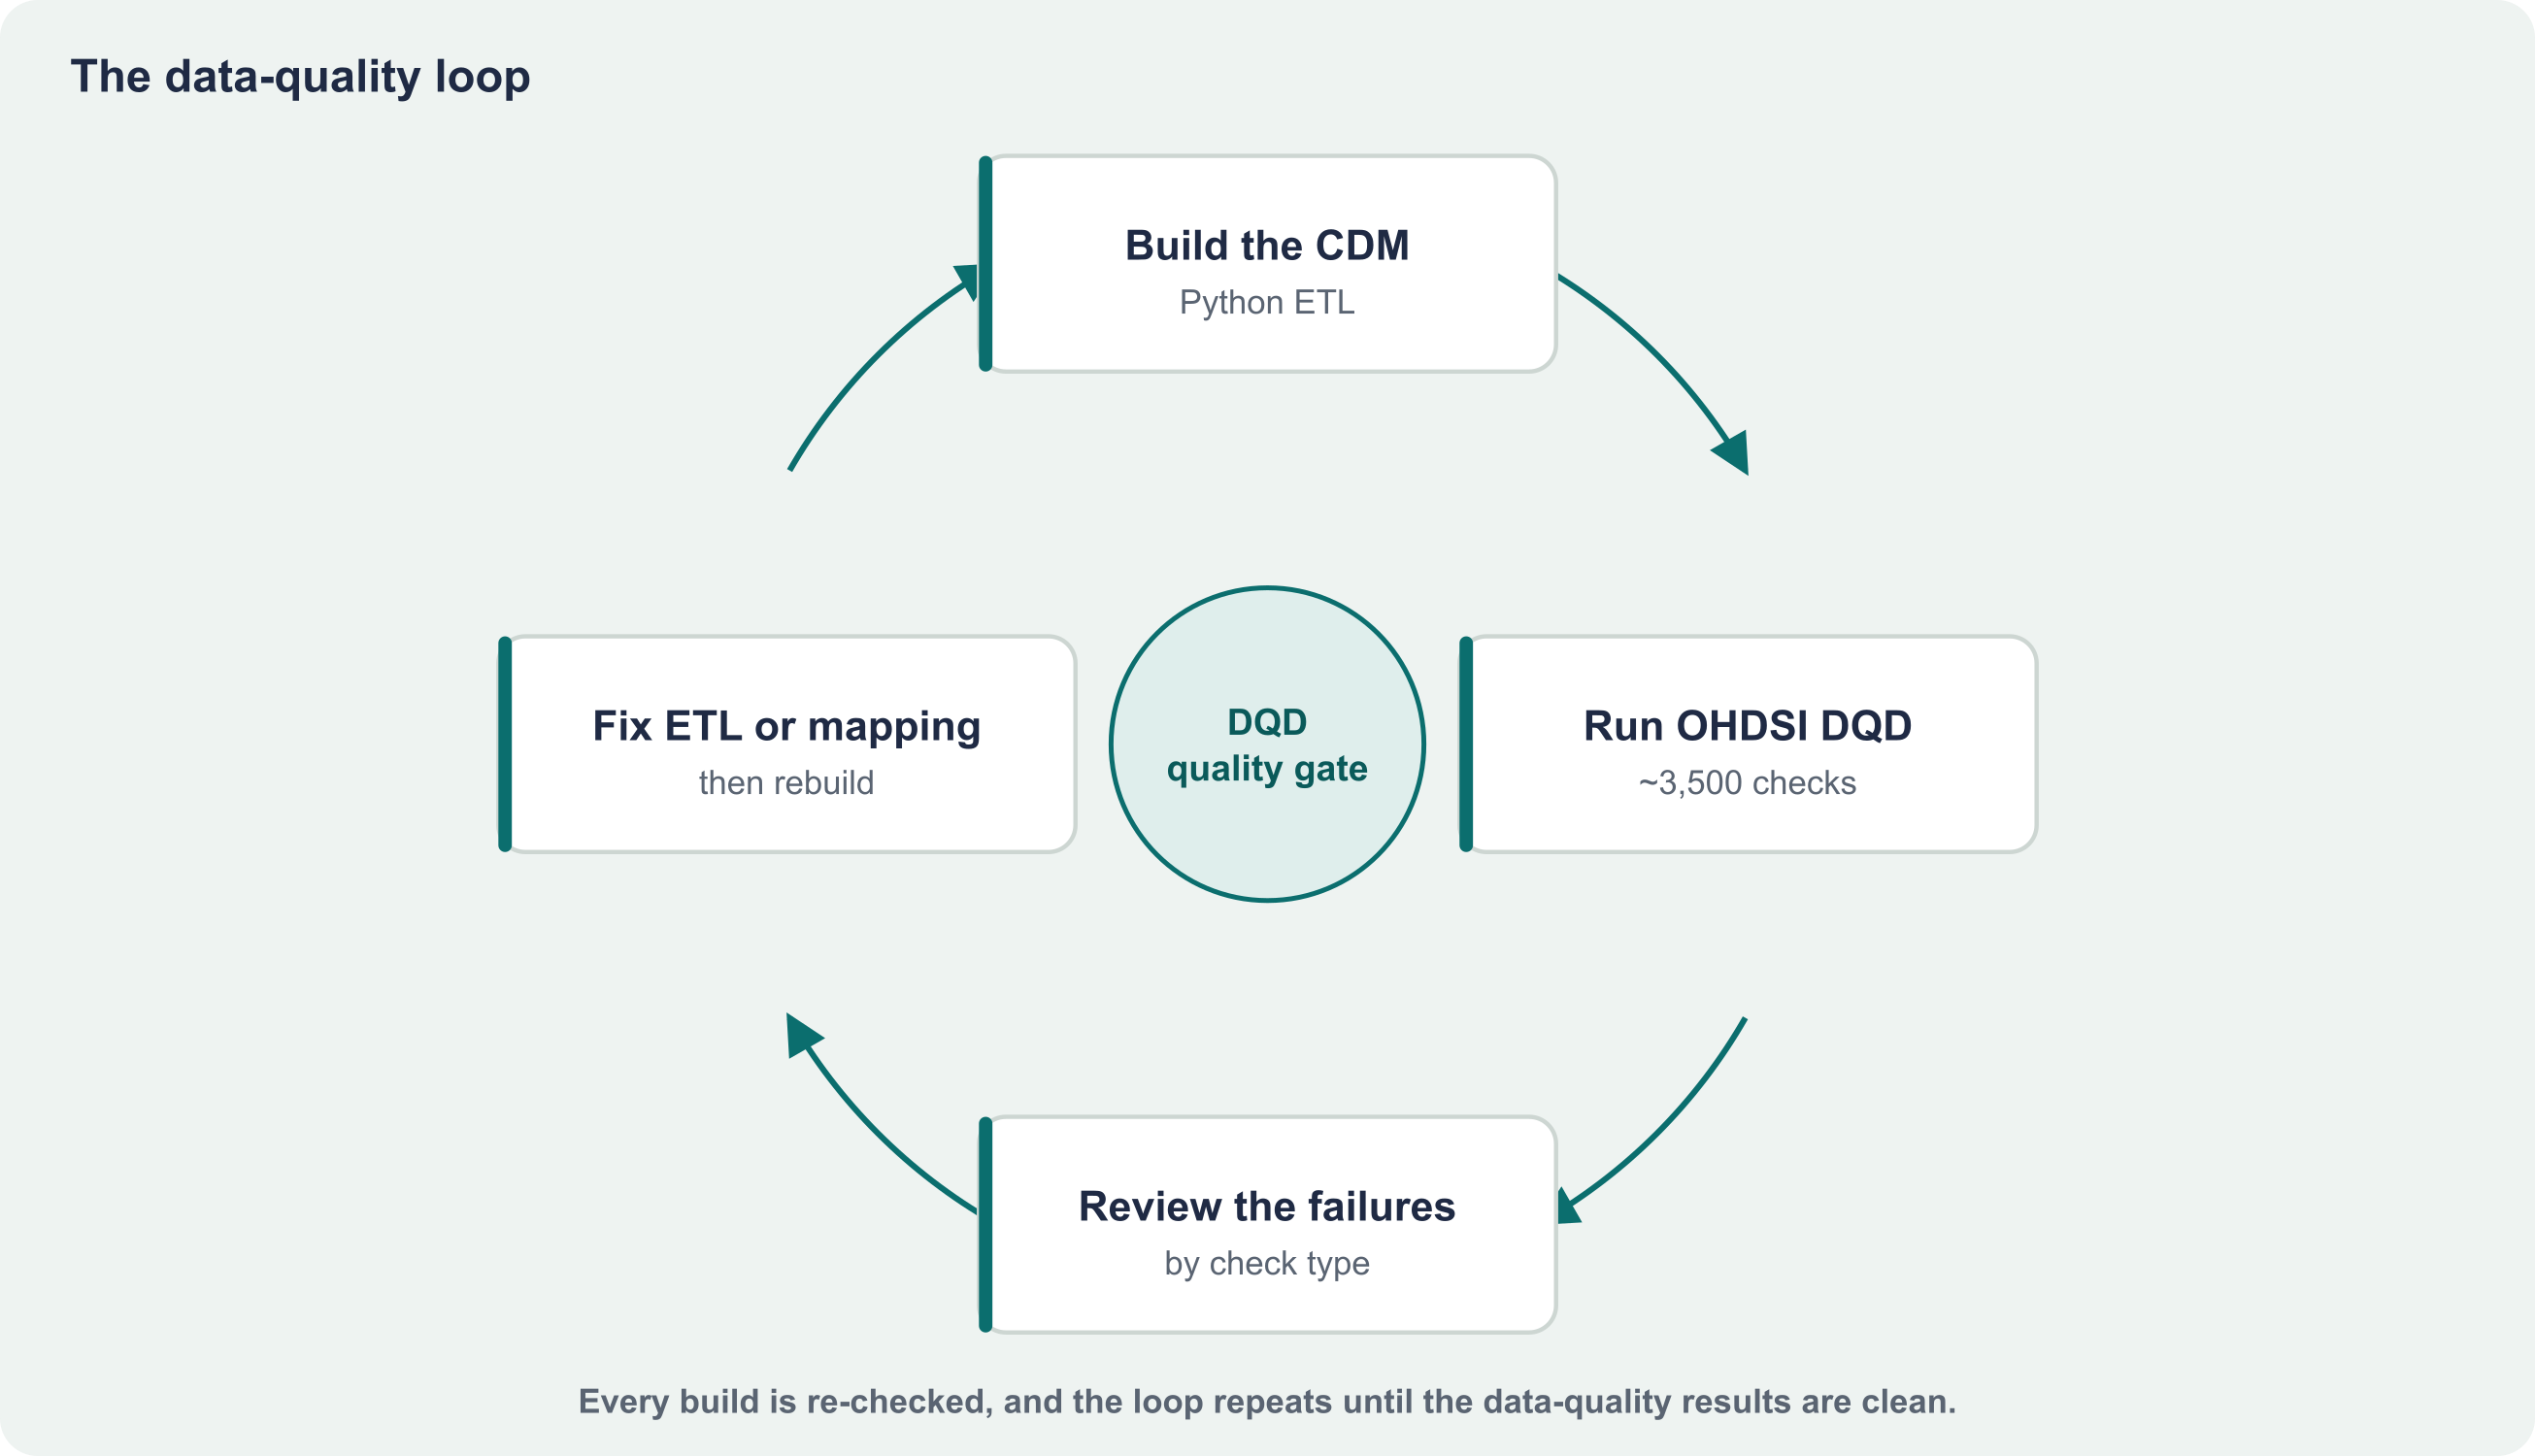 The data-quality loop
Build the CDM
Python ETL
Fix ETL or mapping
then rebuild
DQD
quality gate
Run OHDSI DQD
~3,500 checks
Review the failures
by check type
Every build is re-checked, and the loop repeats until the data-quality results are clean.